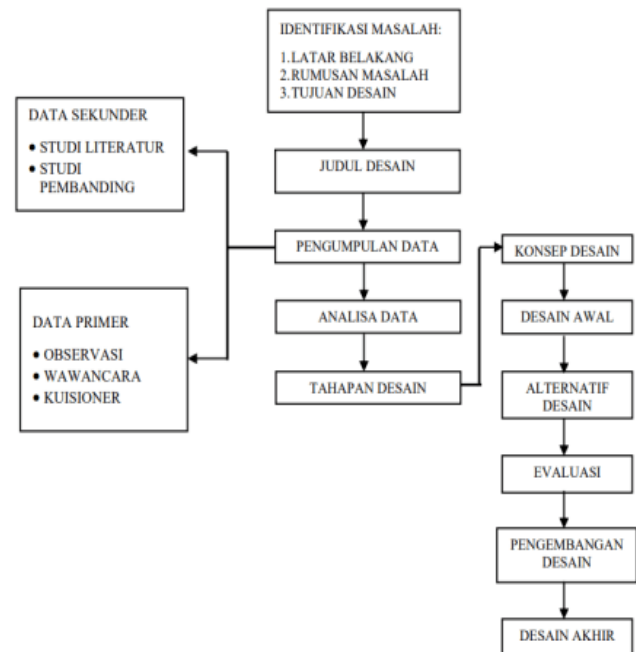 IDENTIFIKASI MASALAH:
1.LATAR BELAKANG
2.RUMUSAN MASALAH
3.TUJUAN DESAIN
DATA SEKUNDER
• STUDI LITERATUR
• STUDI
PEMBANDING
JUDUL DESAIN
PENGUMPULAN DATA
DATA PRIMER
• OBSERVASI
• WAWANCARA
• KUISIONER
ANALISA DATA
TAHAPAN DESAIN
KONSEP DESAIN
DESAIN AWAL
ALTERNATIF
DESAIN
EVALUASI
PENGEMBANGAN
DESAIN
DESAIN AKHIR